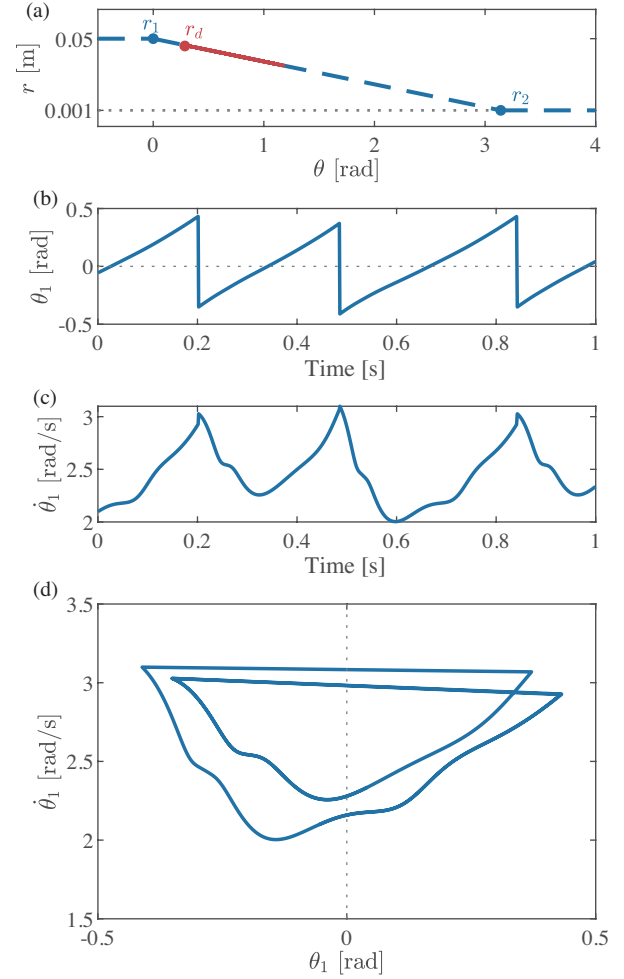 (a)
r₁
r_d
r₂
0.05
0.001
r [m]
0 1 2 3 4
θ [rad]
(b)
0.5
0
-0.5
θ₁ [rad]
0 0.2 0.4 0.6 0.8 1
Time [s]
(c)
3
2.5
2
θ̇₁ [rad/s]
0 0.2 0.4 0.6 0.8 1
Time [s]
(d)
3.5
3
2.5
2
1.5
θ̇₁ [rad/s]
-0.5 0 0.5
θ₁ [rad]